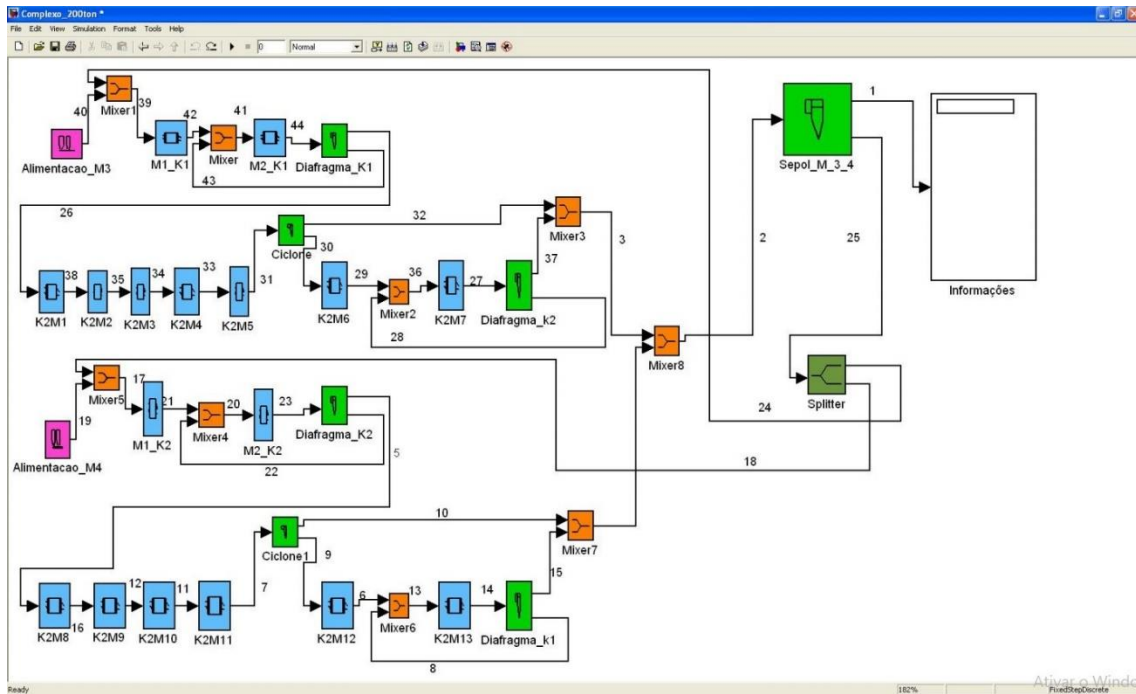 Complexo_200ton *
File Edit View Simulation Format Tools Help
0 Normal
40
39
Mixer1
42
41
44
Alimentacao_M3
M1_K1
Mixer
M2_K1
Diafragma_K1
43
26
32
Ciclone
30
Mixer3
3
37
38
35
34
33
31
29
36
27
K2M1
K2M2
K2M3
K2M4
K2M5
K2M6
Mixer2
K2M7
Diafragma_k2
28
1
Sepol_M_3_4
2
25
Informações
Mixer8
Splitter
24
18
17
Mixer5
19
21
20
23
M1_K2
Mixer4
M2_K2
Diafragma_K2
22
5
Alimentacao_M4
10
Ciclone1
9
Mixer7
7
15
16
12
11
6
13
14
K2M8
K2M9
K2M10
K2M11
K2M12
Mixer6
K2M13
Diafragma_k1
8
Ativar o Windo
Ready 182% FixedStepDiscrete